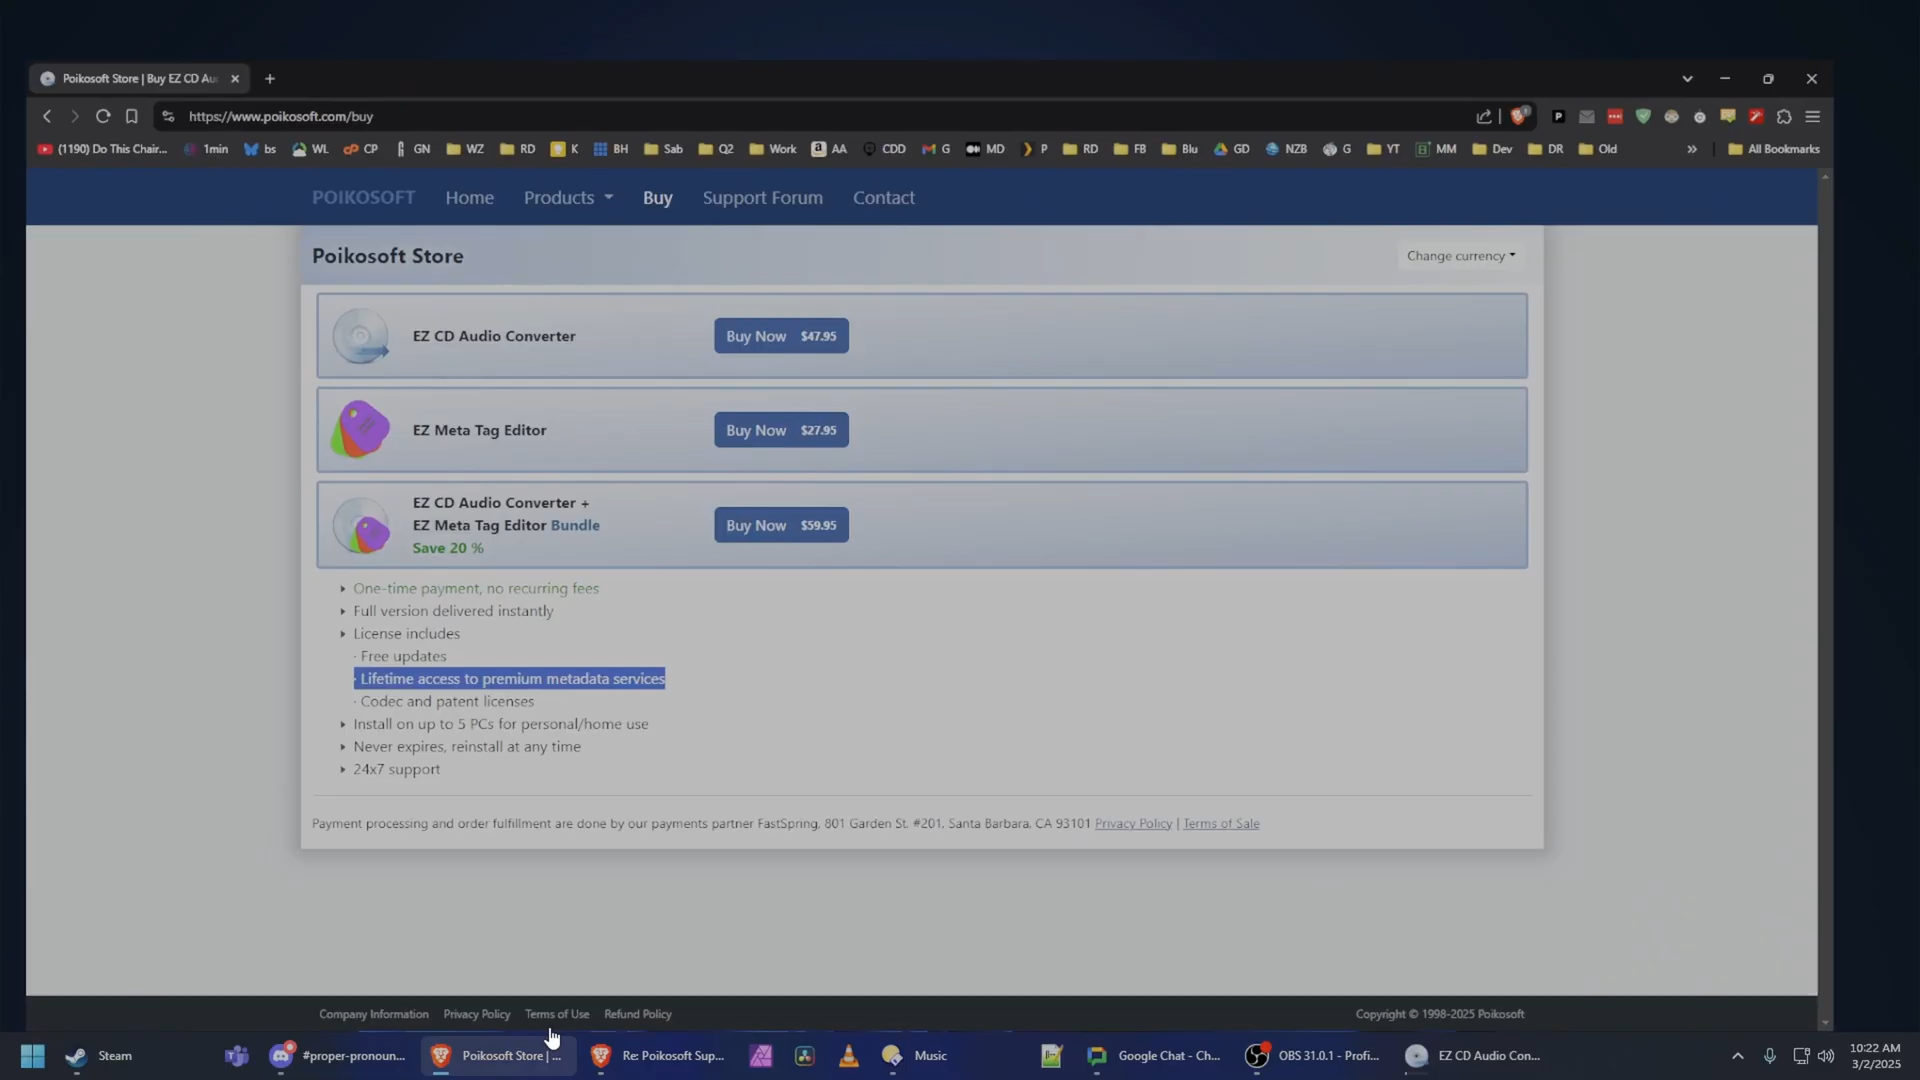 Poikosoft Store | Buy EZ CD Au
https://www.poikosoft.com/buy
(1190) Do This Chair... 1min bs WL CP GN WZ RD K BH Sab Q2 Work AA CDD G MD P RD FB Blu GD NZB G YT MM Dev DR Old » All Bookmarks
POIKOSOFT Home Products Buy Support Forum Contact
Poikosoft Store Change currency
EZ CD Audio Converter Buy Now $47.95
EZ Meta Tag Editor Buy Now $27.95
EZ CD Audio Converter +
EZ Meta Tag Editor Bundle Buy Now $59.95
Save 20 %
One-time payment, no recurring fees
Full version delivered instantly
License includes
· Free updates
· Lifetime access to premium metadata services
· Codec and patent licenses
Install on up to 5 PCs for personal/home use
Never expires, reinstall at any time
24x7 support
Payment processing and order fulfillment are done by our payments partner FastSpring, 801 Garden St. #201, Santa Barbara, CA 93101 Privacy Policy | Terms of Sale
Company Information Privacy Policy Terms of Use Refund Policy Copyright © 1998-2025 Poikosoft
Steam #proper-pronoun... Poikosoft Store | ... Re: Poikosoft Sup... Music Google Chat - Ch... OBS 31.0.1 - Profi... EZ CD Audio Con... 10:22 AM
3/2/2025